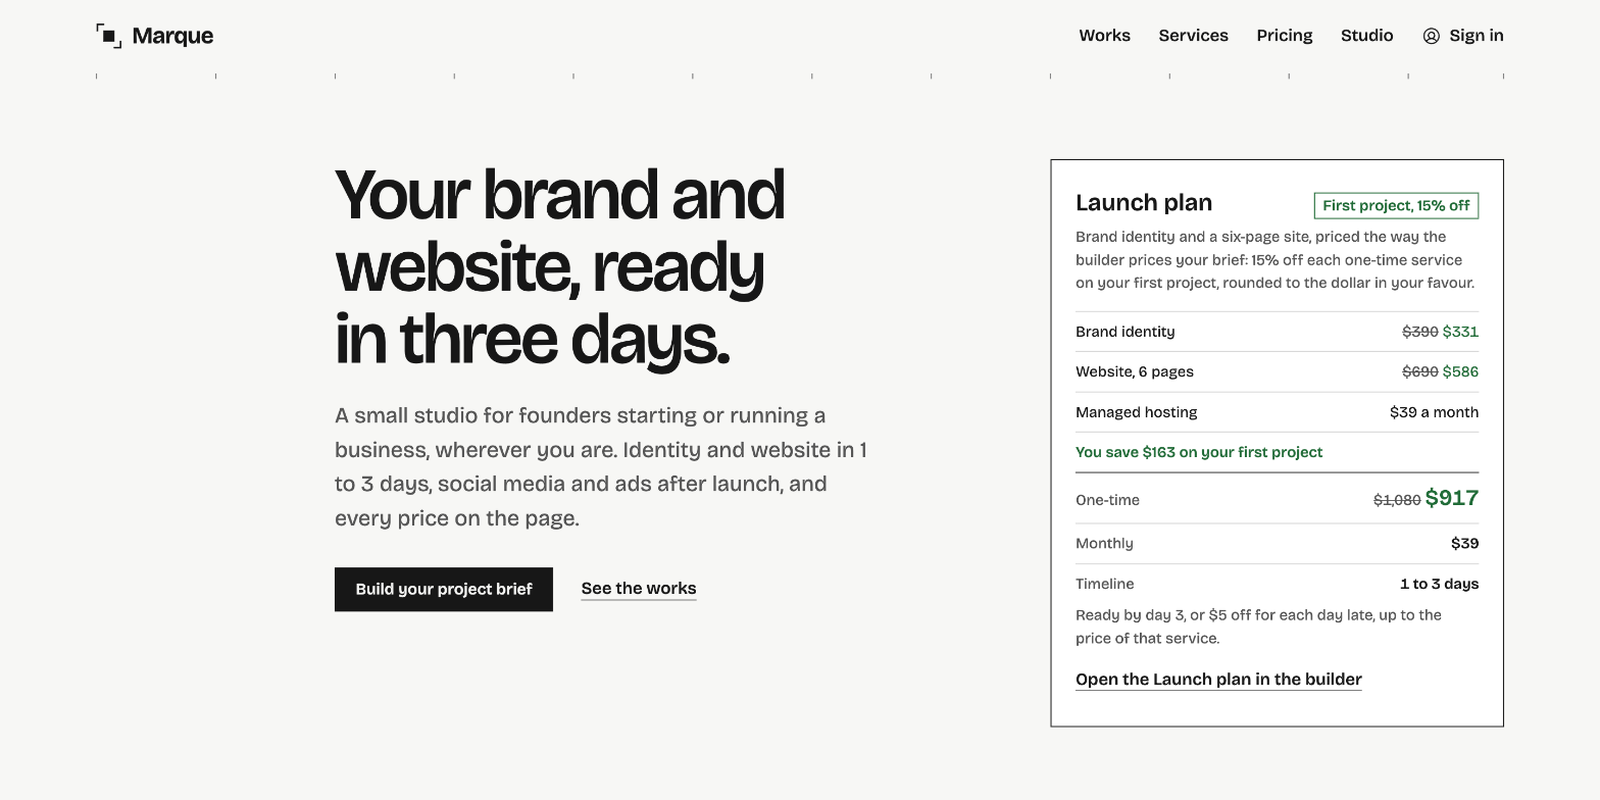 Marque
Works Services Pricing Studio Sign in
Your brand and
website, ready
in three days.
A small studio for founders starting or running a
business, wherever you are. Identity and website in 1
to 3 days, social media and ads after launch, and
every price on the page.
Build your project brief See the works
Launch plan First project, 15% off
Brand identity and a six-page site, priced the way the
builder prices your brief: 15% off each one-time service
on your first project, rounded to the dollar in your favour.
Brand identity $390 $331
Website, 6 pages $690 $586
Managed hosting $39 a month
You save $163 on your first project
One-time $1,080 $917
Monthly $39
Timeline 1 to 3 days
Ready by day 3, or $5 off for each day late, up to the
price of that service.
Open the Launch plan in the builder